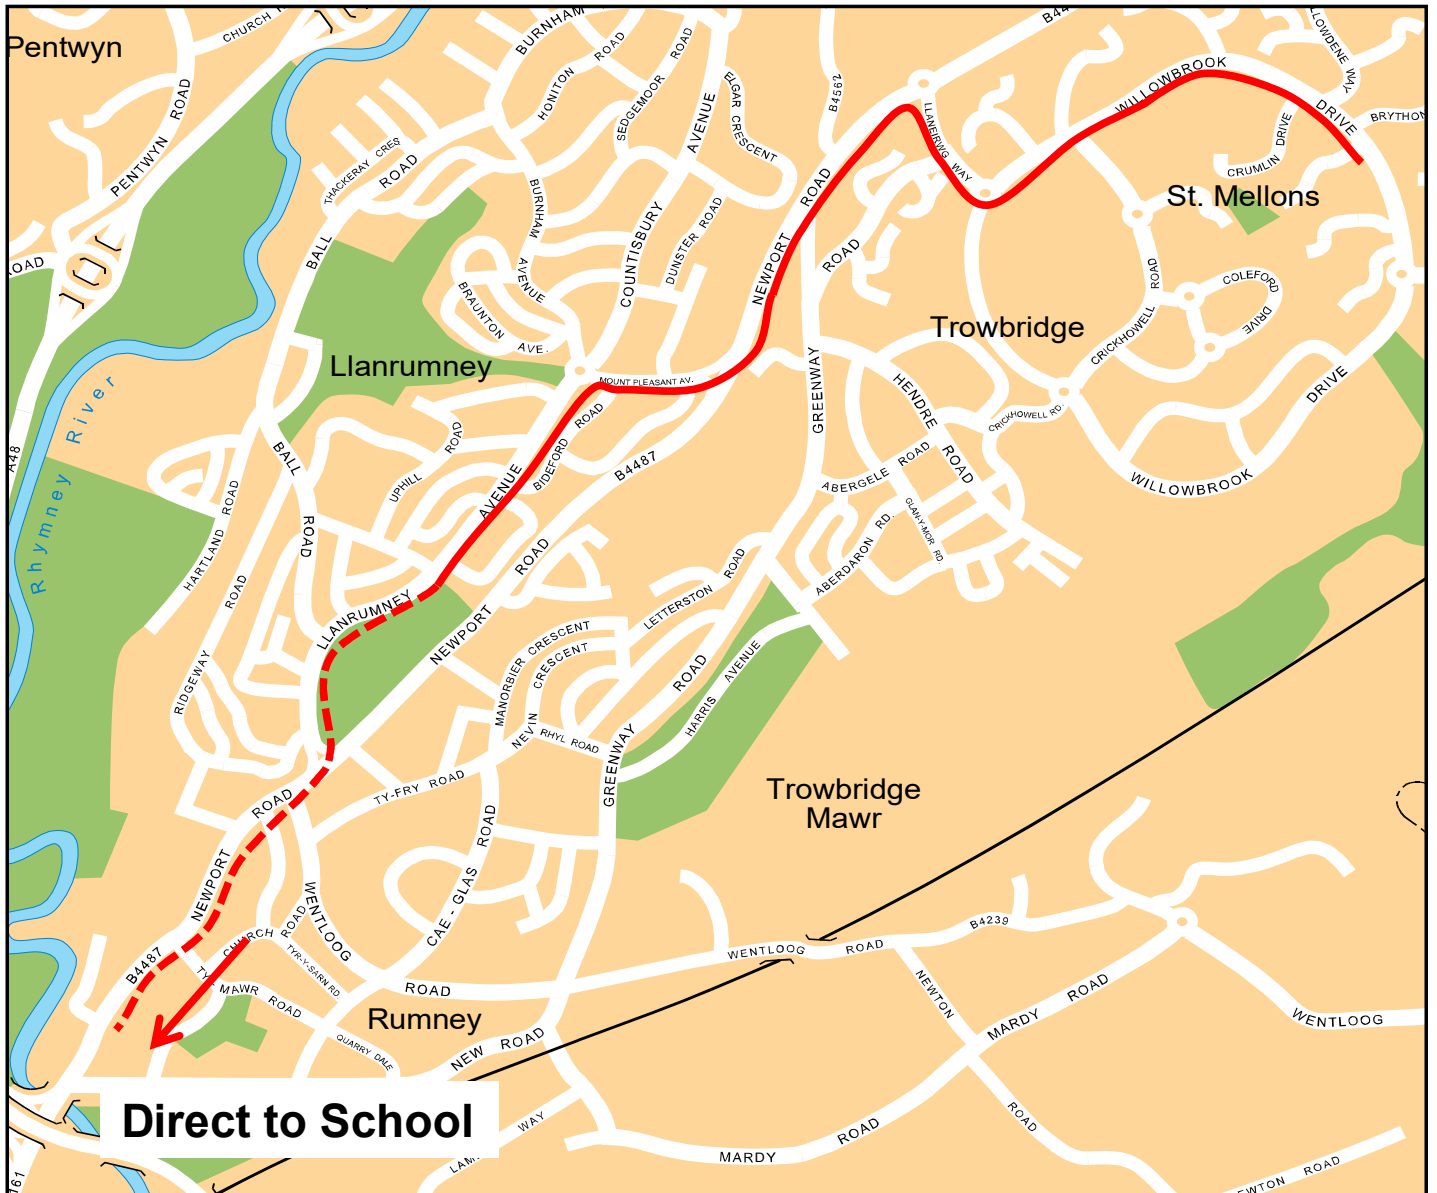 Pentwyn
CHURCH
PENTWYN ROAD
ROAD
A48
Rhymney River
BURNHAM
HONITON ROAD
SEDGEMOOR ROAD
ELGAR CRESCENT
AVENUE
B4562
THACKERAY CRES
BALL ROAD
BURNHAM AVENUE
COUNTISBURY
DUNSTER ROAD
BRAUNTON AVE.
LLANEIRWG WAY
WILLOWBROOK DRIVE
BRYTHON
CRUMLIN DRIVE
St. Mellons
NEWPORT ROAD
ROAD
Llanrumney
MOUNT PLEASANT AV.
Trowbridge
CRICKHOWELL ROAD
COLEFORD DRIVE
CRICKHOWELL RD.
WILLOWBROOK DRIVE
GREENWAY
HENDRE ROAD
ABERGELE ROAD
GLAN-Y-MOR RD.
ABERDARON RD.
BALL ROAD
UPHILL ROAD
AVENUE
BIDEFORD ROAD
B4487
HARTLAND ROAD
RIDGEWAY ROAD
LLANRUMNEY
NEWPORT ROAD
LETTERSTON ROAD
MANORBIER CRESCENT
NEVIN CRESCENT
RHYL ROAD
GREENWAY ROAD
HARRIS AVENUE
TY-FRY ROAD
Trowbridge
Mawr
NEWPORT ROAD
B4487
CHURCH ROAD
WENTLOOG ROAD
CAE - GLAS ROAD
TYR-Y-SARN RD.
TY MAWR ROAD
QUARRY DALE
Rumney
NEW ROAD
WENTLOOG ROAD
B4239
NEWTON ROAD
MARDY ROAD
WENTLOOG
MARDY ROAD
WAY
ROAD
Direct to School